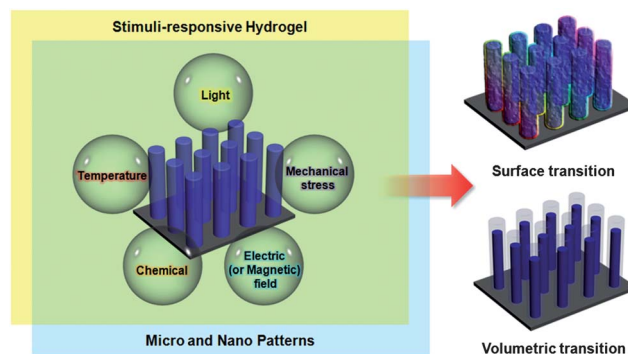 Stimuli-responsive Hydrogel
Light
Temperature
Mechanical
stress
Chemical
Electric
(or Magnetic)
field
Micro and Nano Patterns
Surface transition
Volumetric transition